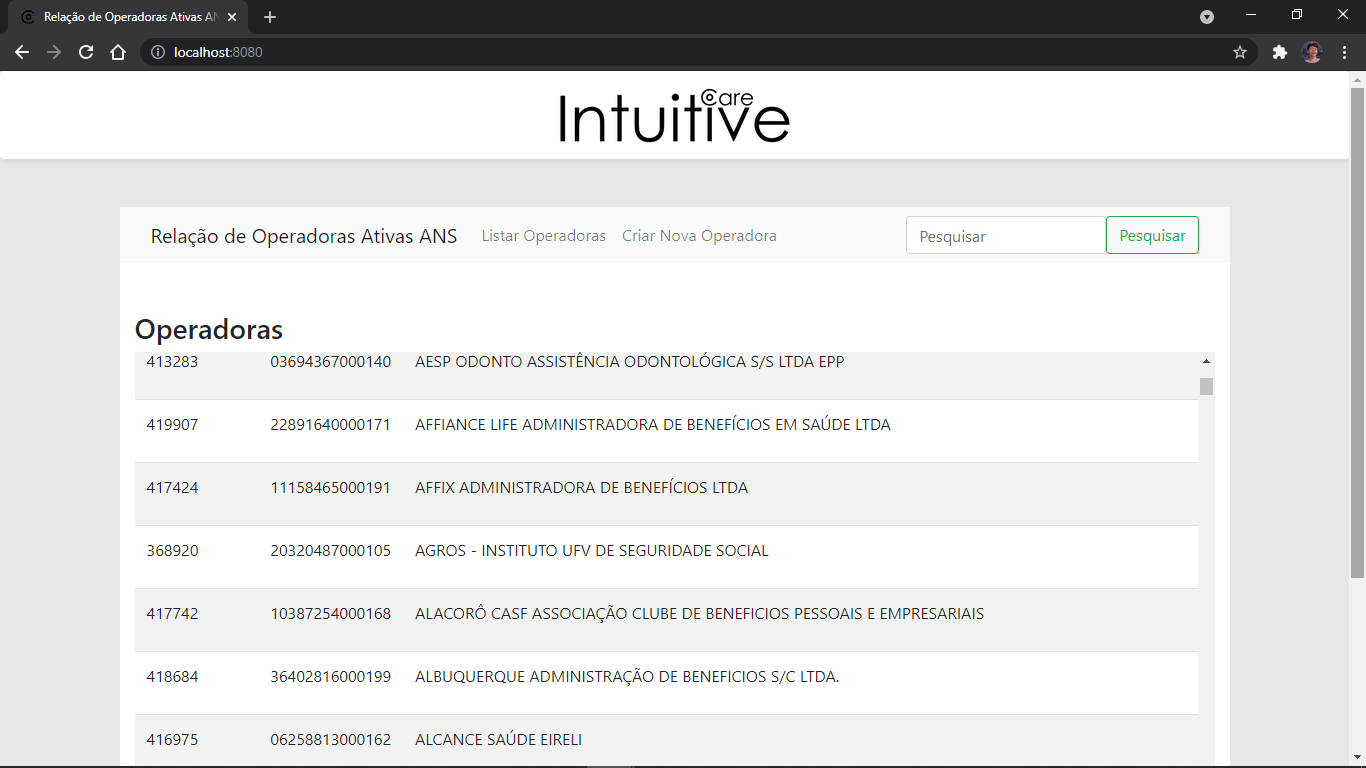 Relação de Operadoras Ativas AN
localhost:8080
Intuitive Care
Relação de Operadoras Ativas ANS Listar Operadoras Criar Nova Operadora Pesquisar Pesquisar
Operadoras
413283 03694367000140 AESP ODONTO ASSISTÊNCIA ODONTOLÓGICA S/S LTDA EPP
419907 22891640000171 AFFIANCE LIFE ADMINISTRADORA DE BENEFÍCIOS EM SAÚDE LTDA
417424 11158465000191 AFFIX ADMINISTRADORA DE BENEFÍCIOS LTDA
368920 20320487000105 AGROS - INSTITUTO UFV DE SEGURIDADE SOCIAL
417742 10387254000168 ALACORÔ CASF ASSOCIAÇÃO CLUBE DE BENEFICIOS PESSOAIS E EMPRESARIAIS
418684 36402816000199 ALBUQUERQUE ADMINISTRAÇÃO DE BENEFICIOS S/C LTDA.
416975 06258813000162 ALCANCE SAÚDE EIRELI